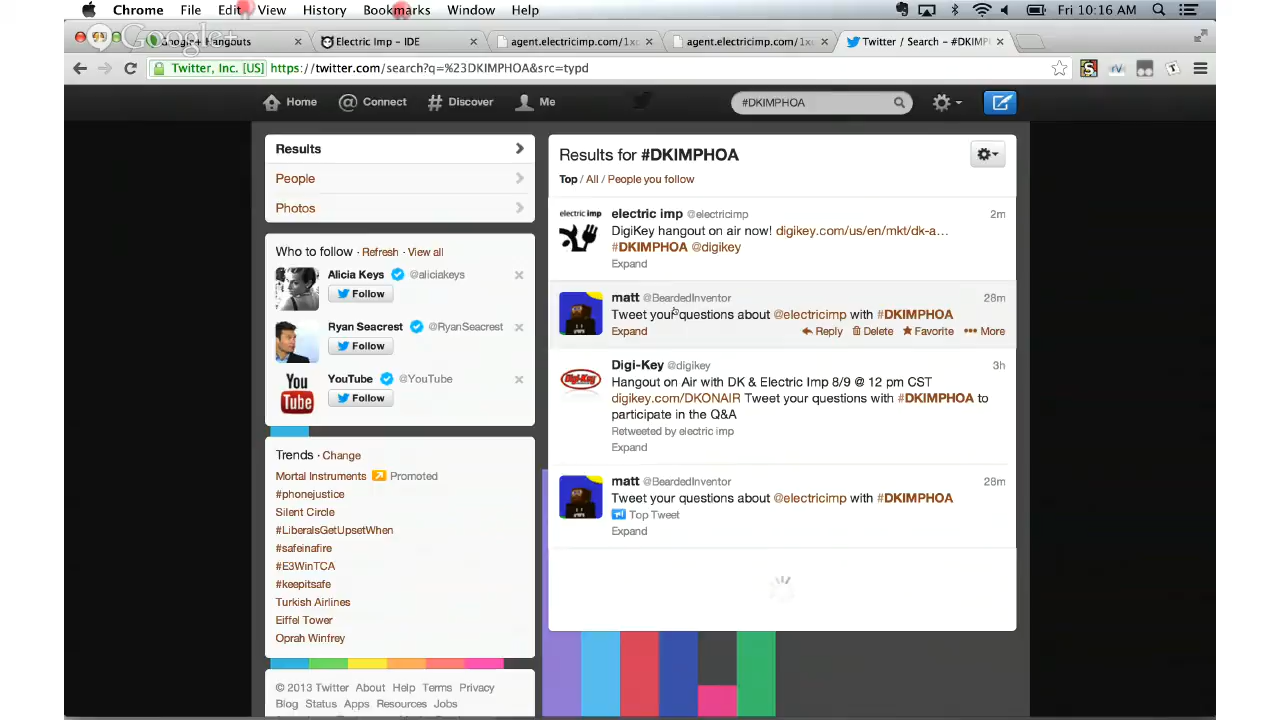 Chrome File Edit View History Bookmarks Window Help Fri 10:16 AM
Google+ Hangouts Electric Imp - IDE agent.electricimp.com/1x agent.electricimp.com/1x Twitter / Search - #DKIMP
Twitter, Inc. [US] https://twitter.com/search?q=%23DKIMPHOA&src=typd
Home Connect Discover Me #DKIMPHOA
Results
People
Photos
Who to follow · Refresh · View all
Alicia Keys @aliciakeys
Follow
Ryan Seacrest @RyanSeacrest
Follow
YouTube @YouTube
Follow
You
Tube
Trends · Change
Mortal Instruments Promoted
#phonejustice
Silent Circle
#LiberalsGetUpsetWhen
#safeinafire
#E3WinTCA
#keepitsafe
Turkish Airlines
Eiffel Tower
Oprah Winfrey
© 2013 Twitter About Help Terms Privacy
Blog Status Apps Resources Jobs
Results for #DKIMPHOA
Top / All / People you follow
electric imp
electric imp @electricimp 2m
DigiKey hangout on air now! digikey.com/us/en/mkt/dk-a...
#DKIMPHOA @digikey
Expand
matt @BeardedInventor 28m
Tweet your questions about @electricimp with #DKIMPHOA
Expand Reply Delete Favorite More
Digi-Key @digikey 3h
Digi-Key
Hangout on Air with DK & Electric Imp 8/9 @ 12 pm CST
digikey.com/DKONAIR Tweet your questions with #DKIMPHOA to
participate in the Q&A
Retweeted by electric imp
Expand
matt @BeardedInventor 28m
Tweet your questions about @electricimp with #DKIMPHOA
Top Tweet
Expand